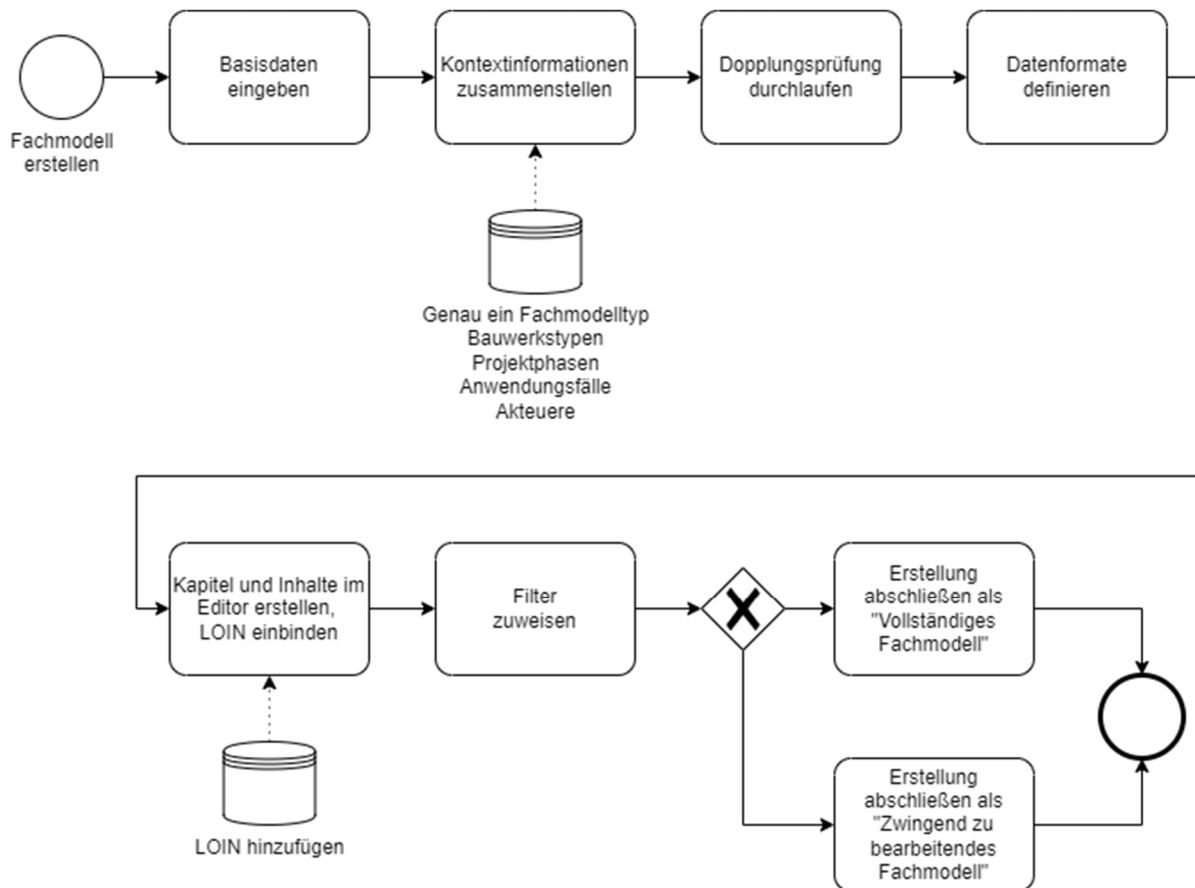 Fachmodell
erstellen
Basisdaten
eingeben
Kontextinformationen
zusammenstellen
Dopplungsprüfung
durchlaufen
Datenformate
definieren
Genau ein Fachmodelltyp
Bauwerkstypen
Projektphasen
Anwendungsfälle
Akteuere
Kapitel und Inhalte im
Editor erstellen,
LOIN einbinden
LOIN hinzufügen
Filter
zuweisen
Erstellung
abschließen als
"Vollständiges
Fachmodell"
Erstellung
abschließen als
"Zwingend zu
bearbeitendes
Fachmodell"